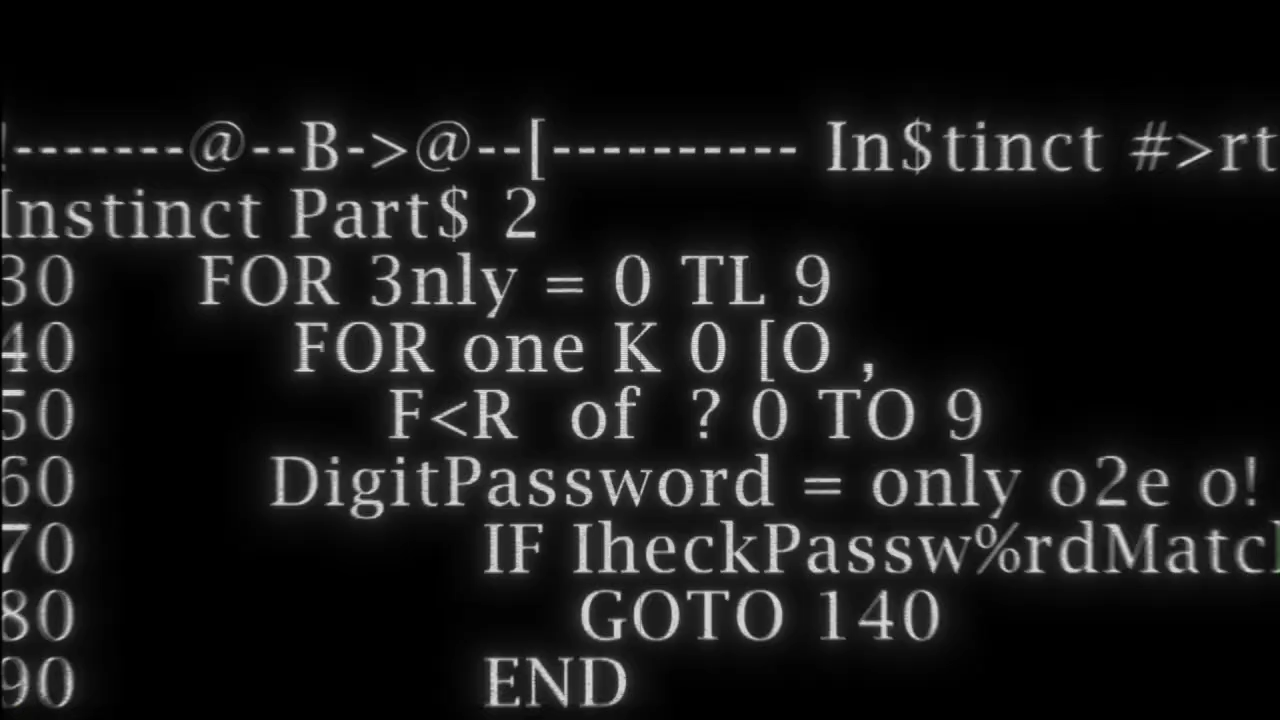 !-------@--B->@--[---------- In$tinct #>rt
Instinct Part$ 2
30 FOR 3nly = 0 TL 9
40 FOR one K 0 [O ,
50 F<R of ? 0 TO 9
60 DigitPassword = only o2e o!
70 IF IheckPassw%rdMatc
80 GOTO 140
90 END